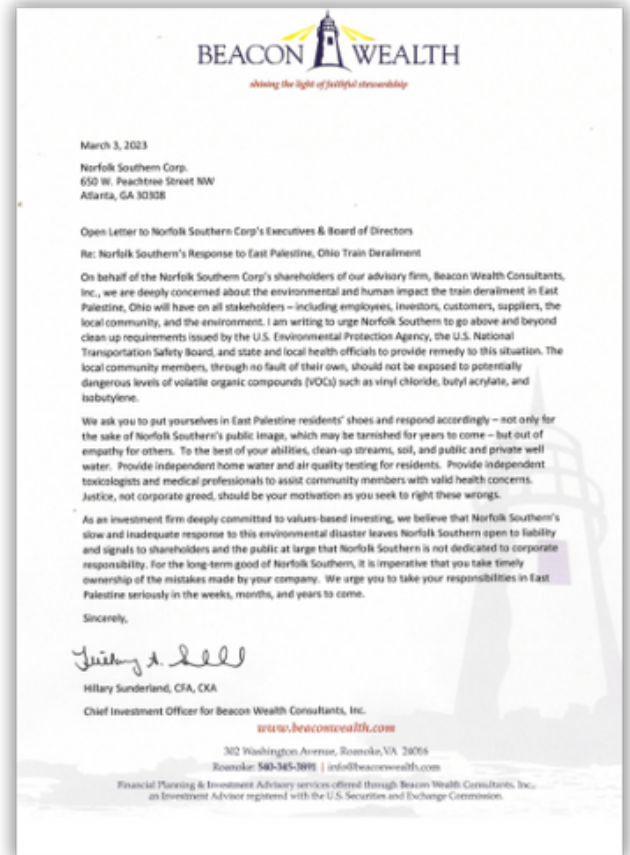 BEACON WEALTH
shining the light of faithful stewardship
March 3, 2023
Norfolk Southern Corp.
650 W. Peachtree Street NW
Atlanta, GA 30308
Open Letter to Norfolk Southern Corp's Executives & Board of Directors
Re: Norfolk Southern's Response to East Palestine, Ohio Train Derailment
On behalf of the Norfolk Southern Corp's shareholders of our advisory firm, Beacon Wealth Consultants,
Inc., we are deeply concerned about the environmental and human impact the train derailment in East
Palestine, Ohio will have on all stakeholders – including employees, investors, customers, suppliers, the
local community, and the environment. I am writing to urge Norfolk Southern to go above and beyond
clean up requirements issued by the U.S. Environmental Protection Agency, the U.S. National
Transportation Safety Board, and state and local health officials to provide remedy to this situation. The
local community members, through no fault of their own, should not be exposed to potentially
dangerous levels of volatile organic compounds (VOCs) such as vinyl chloride, butyl acrylate, and
isobutylene.
We ask you to put yourselves in East Palestine residents' shoes and respond accordingly – not only for
the sake of Norfolk Southern's public image, which may be tarnished for years to come – but out of
empathy for others. To the best of your abilities, clean-up streams, soil, and public and private well
water. Provide independent home water and air quality testing for residents. Provide independent
toxicologists and medical professionals to assist community members with valid health concerns.
Justice, not corporate greed, should be your motivation as you seek to right these wrongs.
As an investment firm deeply committed to values-based investing, we believe that Norfolk Southern's
slow and inadequate response to this environmental disaster leaves Norfolk Southern open to liability
and signals to shareholders and the public at large that Norfolk Southern is not dedicated to corporate
responsibility. For the long-term good of Norfolk Southern, it is imperative that you take timely
ownership of the mistakes made by your company. We urge you to take your responsibilities in East
Palestine seriously in the weeks, months, and years to come.
Sincerely,
Hillary Sunderland, CFA, CKA
Chief Investment Officer for Beacon Wealth Consultants, Inc.
www.beaconwealth.com
302 Washington Avenue, Roanoke, VA 24016
Roanoke: 540-345-3891 | info@beaconwealth.com
Financial Planning & Investment Advisory services offered through Beacon Wealth Consultants, Inc.,
an Investment Advisor registered with the U.S. Securities and Exchange Commission.